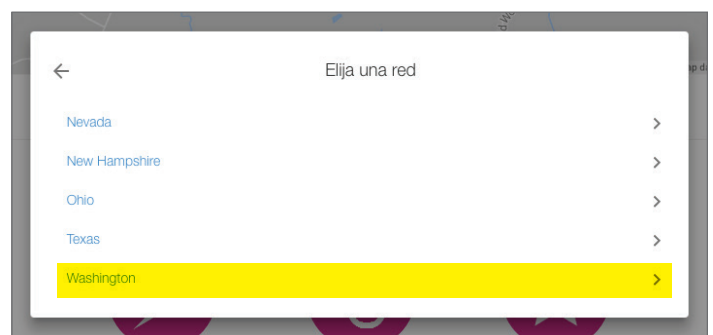 Elija una red
Nevada
New Hampshire
Ohio
Texas
Washington